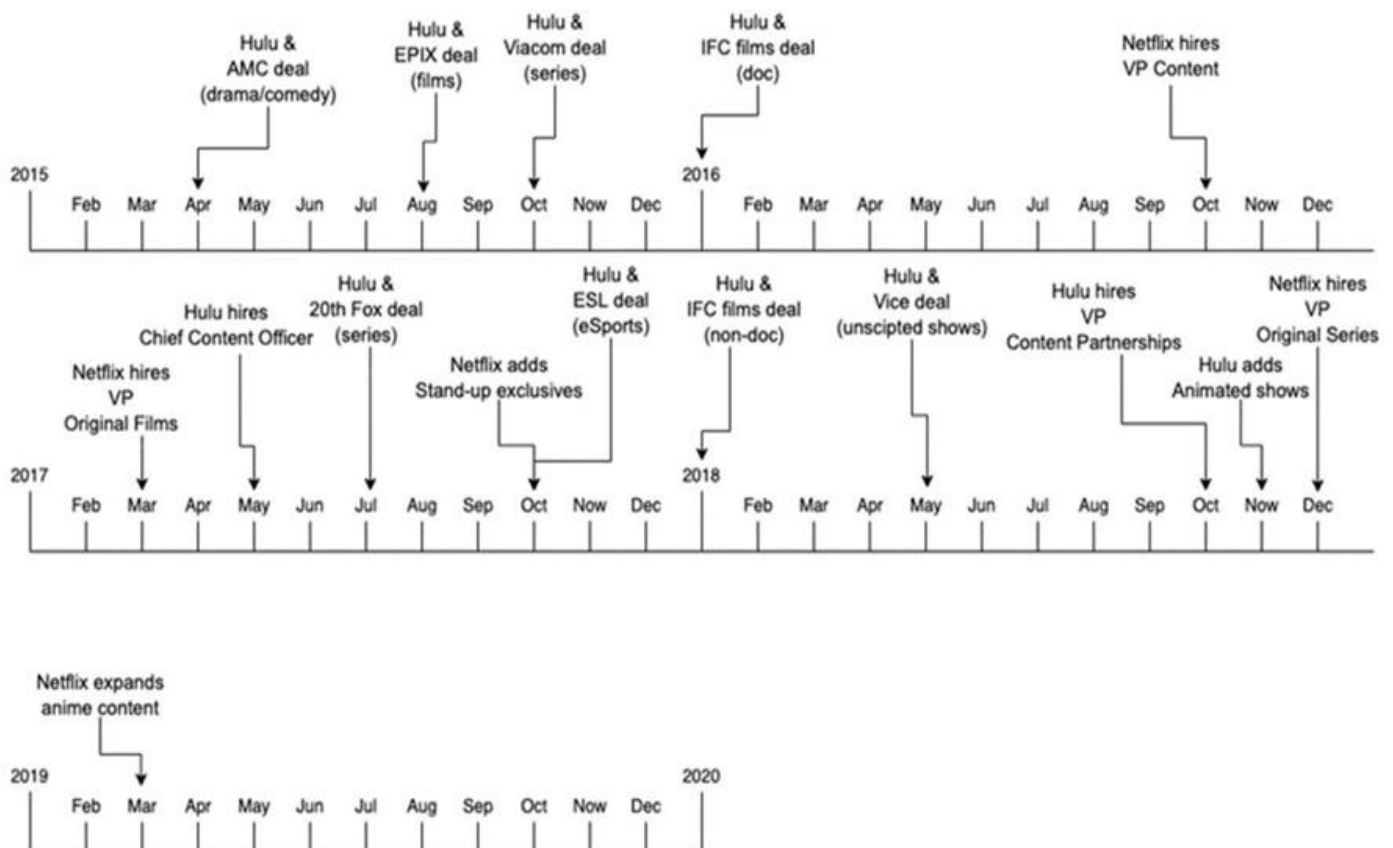 Hulu &
AMC deal
(drama/comedy)
Hulu &
EPIX deal
(films)
Hulu &
Viacom deal
(series)
Hulu &
IFC films deal
(doc)
Netflix hires
VP Content
2015
2016
Feb Mar Apr May Jun Jul Aug Sep Oct Now Dec Feb Mar Apr May Jun Jul Aug Sep Oct Now Dec
Netflix hires
VP
Original Films
Hulu hires
Chief Content Officer
Hulu &
20th Fox deal
(series)
Netflix adds
Stand-up exclusives
Hulu &
ESL deal
(eSports)
Hulu &
IFC films deal
(non-doc)
Hulu &
Vice deal
(unscipted shows)
Hulu hires
VP
Content Partnerships
Hulu adds
Animated shows
Netflix hires
VP
Original Series
2017
2018
Feb Mar Apr May Jun Jul Aug Sep Oct Now Dec Feb Mar Apr May Jun Jul Aug Sep Oct Now Dec
Netflix expands
anime content
2019
2020
Feb Mar Apr May Jun Jul Aug Sep Oct Now Dec